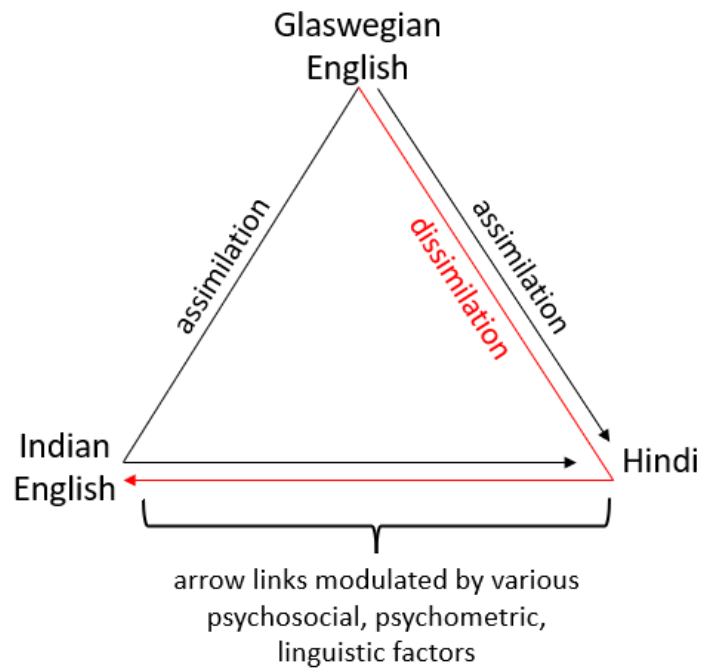 Glaswegian
English
assimilation
dissimilation
assimilation
Indian
English
Hindi
arrow links modulated by various
psychosocial, psychometric,
linguistic factors